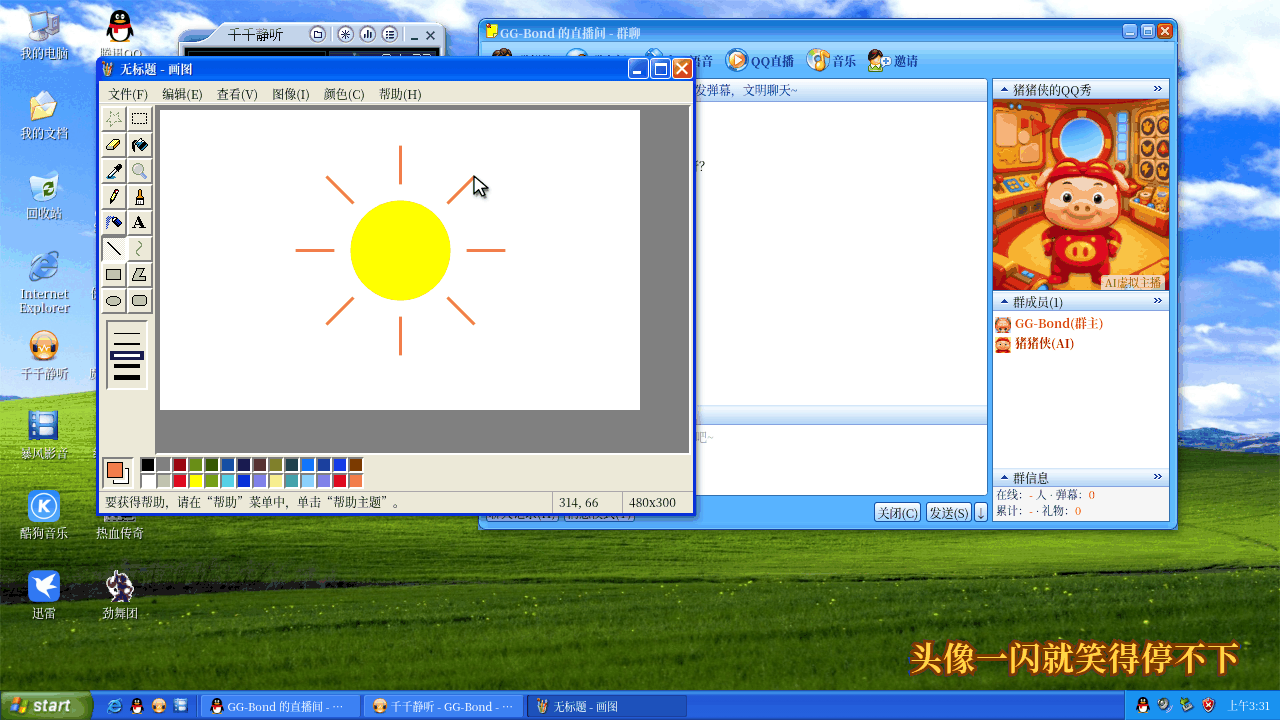 我的电脑
腾讯QQ
我的文档
回收站
Internet
Explorer
千千静听
暴风影音
酷狗音乐
热血传奇
迅雷
劲舞团
千千静听
GG-Bond 的直播间 - 群聊
语音
QQ直播
音乐
邀请
发弹幕，文明聊天~
猪猪侠的QQ秀
AI虚拟主播
群成员(1)
GG-Bond(群主)
猪猪侠(AI)
群信息
在线： - 人 · 弹幕： 0
累计： - · 礼物： 0
吧~
关闭(C)
发送(S)
↓
无标题 - 画图
文件(F)
编辑(E)
查看(V)
图像(I)
颜色(C)
帮助(H)
A
要获得帮助，请在“帮助”菜单中，单击“帮助主题”。
314, 66
480x300
头像一闪就笑得停不下
start
GG-Bond 的直播间 - ···
千千静听 - GG-Bond - ···
无标题 - 画图
上午3:31